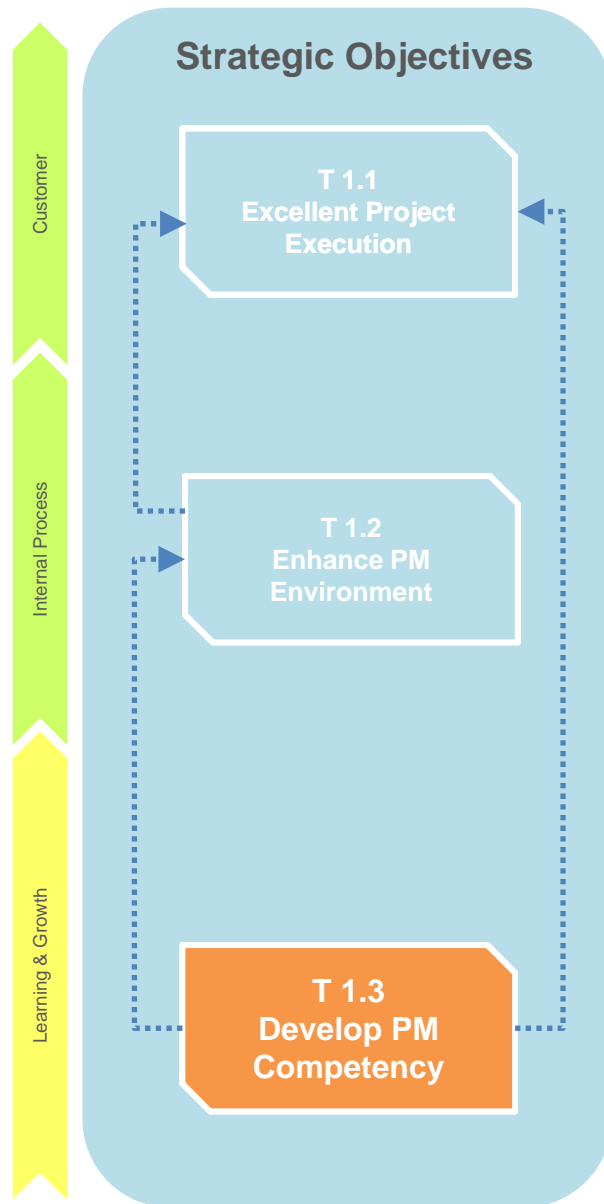 Strategic Objectives
Customer
T 1.1
Excellent Project
Execution
Internal Process
T 1.2
Enhance PM
Environment
Learning & Growth
T 1.3
Develop PM
Competency